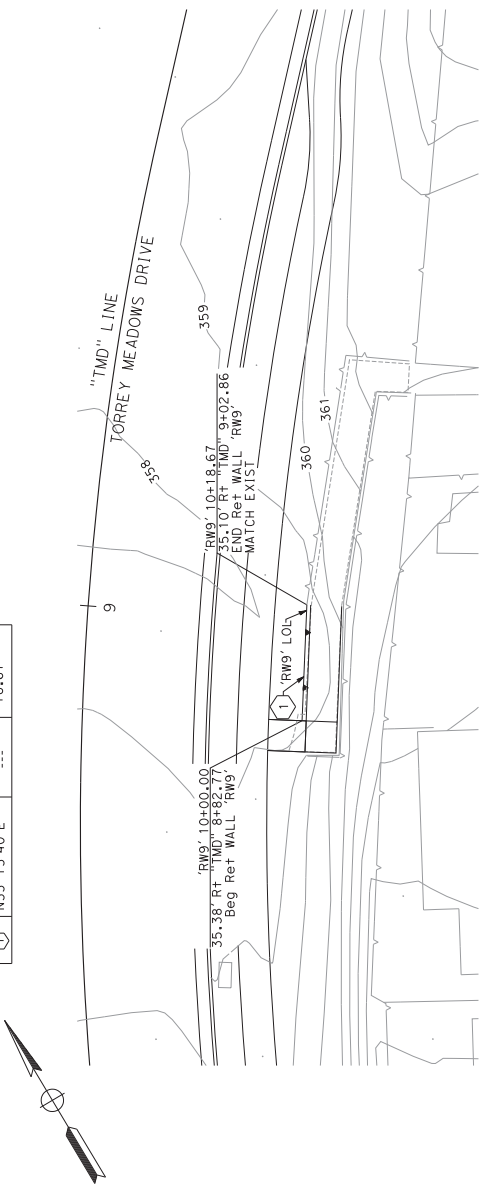 ---
"TMD" LINE
TORREY MEADOWS DRIVE
9
358
359
'RW9' 10+18.67
35.10' Rt "TMD" 9+02.86
END Ret WALL 'RW9'
MATCH EXIST
'RW9' 10+00.00
35.38' Rt "TMD" 8+82.77
Beg Ret WALL 'RW9'
1
'RW9' LOL
360
361